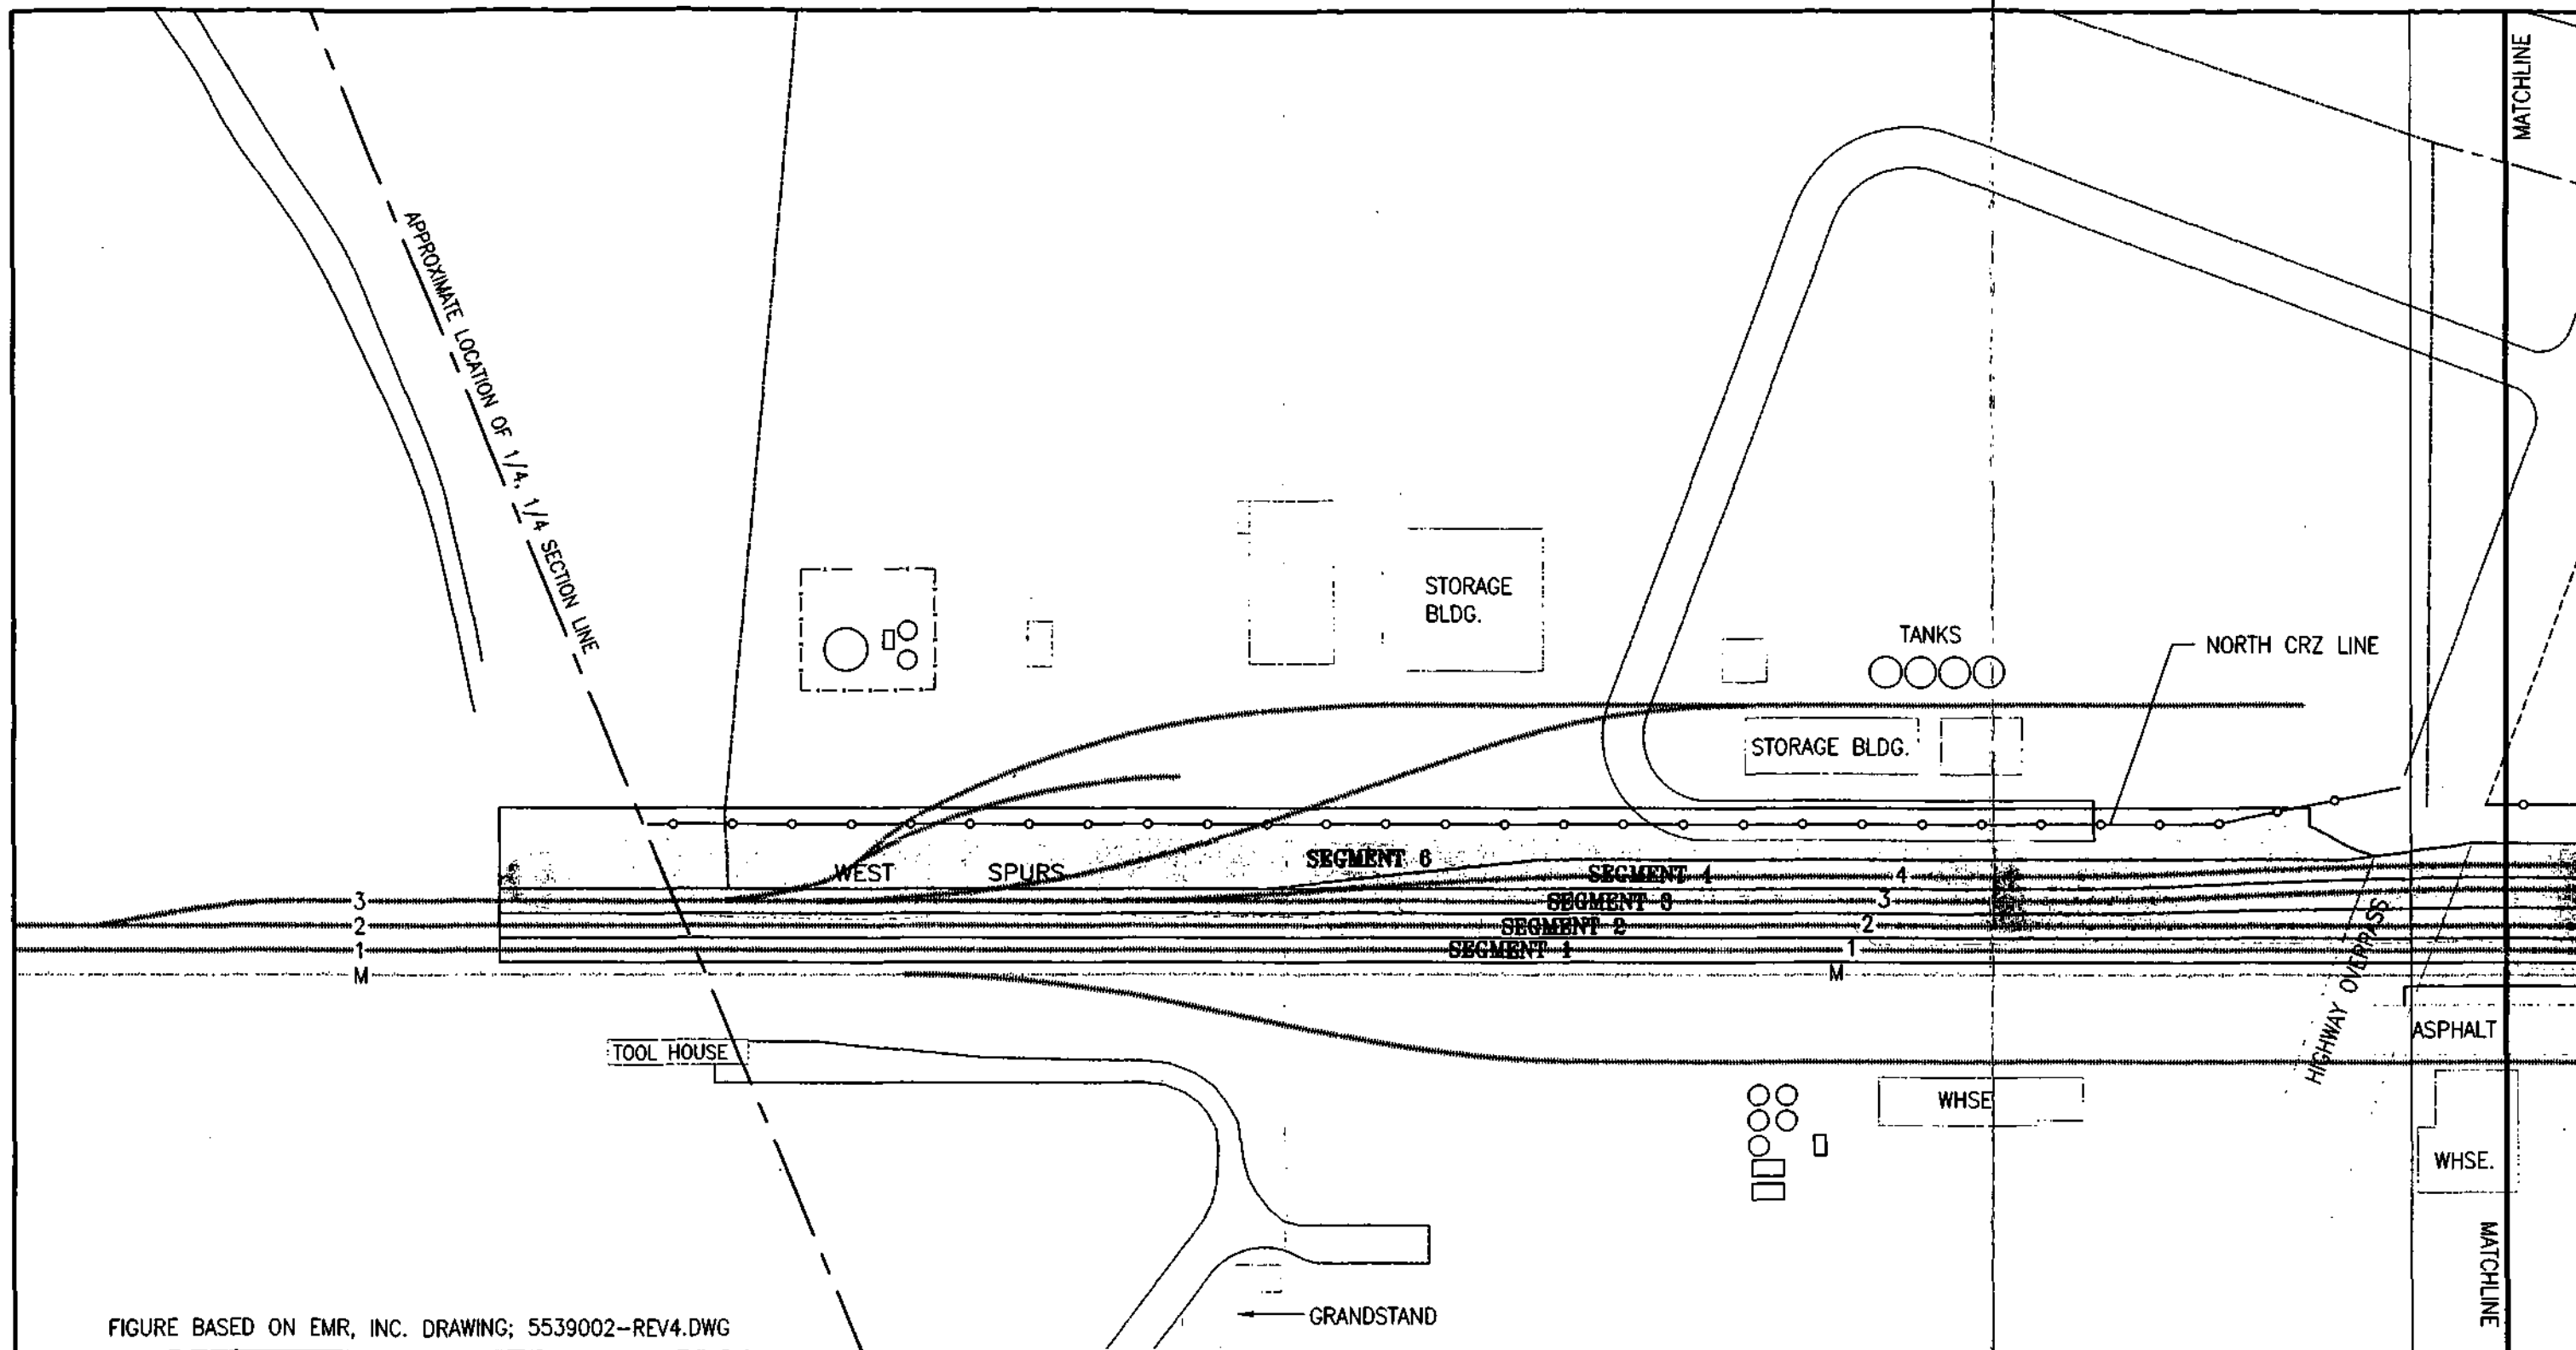 MATCHLINE
APPROXIMATE LOCATION OF 1/4, 1/4 SECTION LINE
STORAGE
BLDG.
TANKS
NORTH CRZ LINE
STORAGE BLDG.
WEST SPURS
SEGMENT 6
SEGMENT 4
4
3
SEGMENT 3
3
2
SEGMENT 2
2
1
SEGMENT 1
1
M
M
HIGHWAY OVERPASS
ASPHALT
TOOL HOUSE
WHSE
WHSE.
MATCHLINE
GRANDSTAND
FIGURE BASED ON EMR, INC. DRAWING; 5539002-REV4.DWG